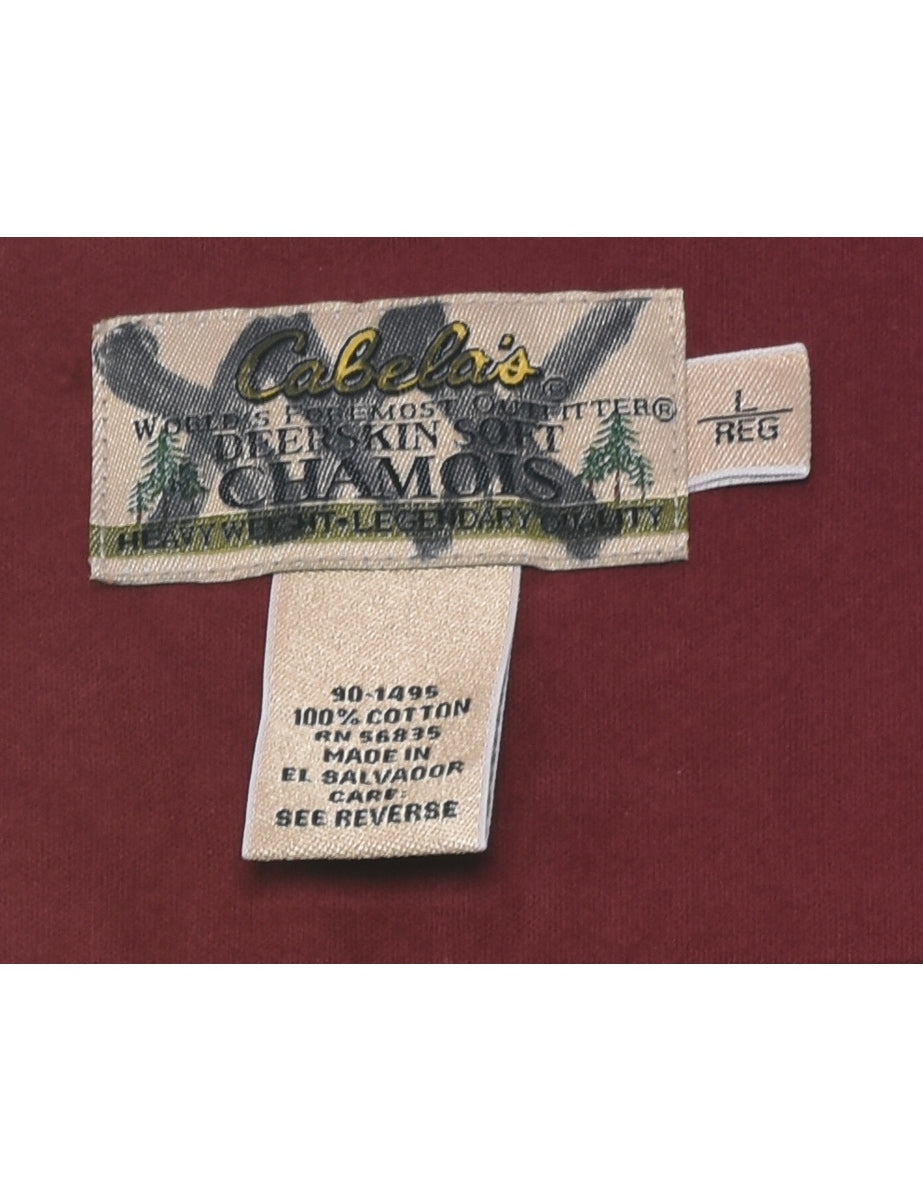 Cabela's®
WORLD'S FOREMOST OUTFITTER®
DEERSKIN SOFT
CHAMOIS
HEAVY WEIGHT-LEGENDARY QUALITY
L
REG
90-1495
100% COTTON
RN 56835
MADE IN
EL SALVADOR
CARE:
SEE REVERSE